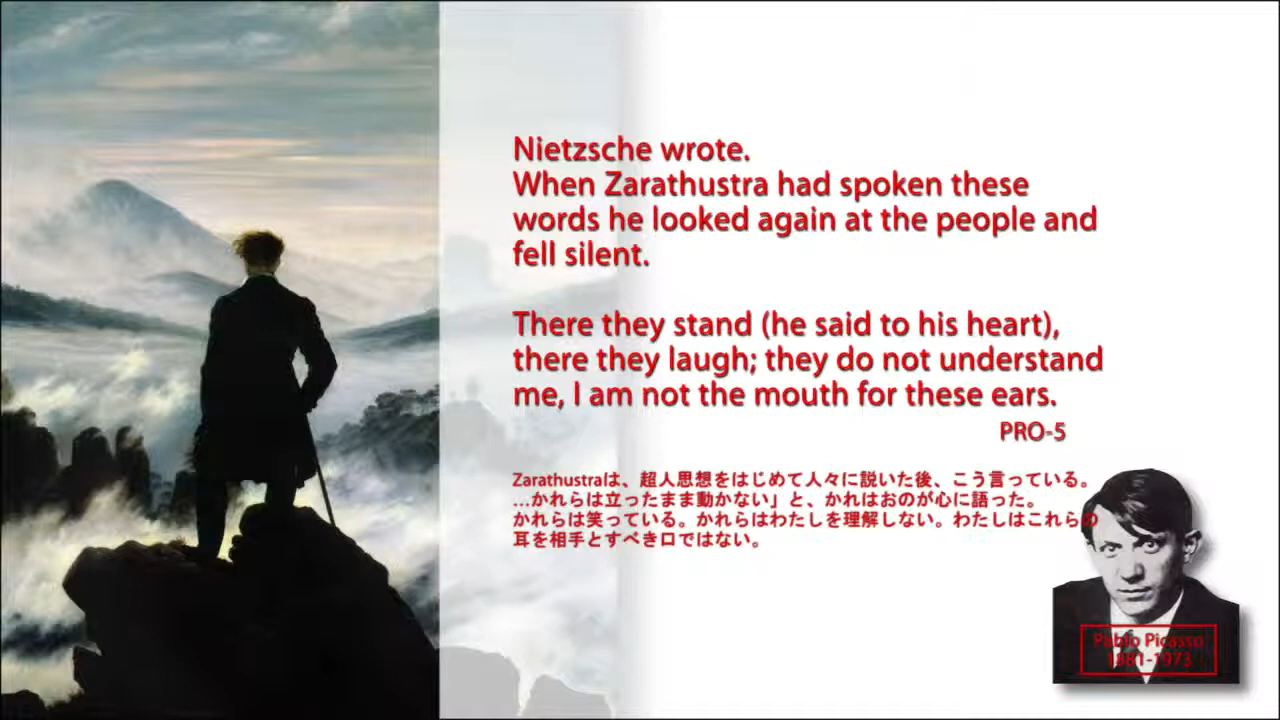 Nietzsche wrote.
When Zarathustra had spoken these
words he looked again at the people and
fell silent.
There they stand (he said to his heart),
there they laugh; they do not understand
me, I am not the mouth for these ears.
PRO-5
Zarathustraは、超人思想をはじめて人々に説いた後、こう言っている。
…かれらは立ったまま動かない」と、かれはおのが心に語った。
かれらは笑っている。かれらはわたしを理解しない。わたしはこれらの
耳を相手とすべき口ではない。
Pablo Picasso
1881-1973